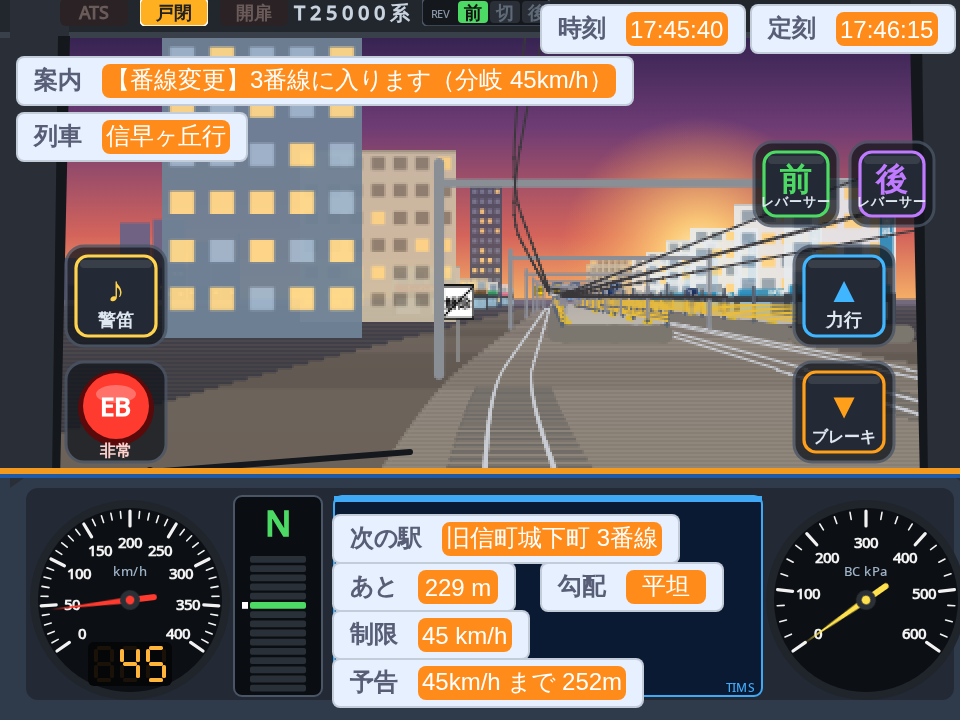 ATS 戸閉 開扉 T25000系 REV 前 切 後
時刻 17:45:40 定刻 17:46:15
案内 【番線変更】3番線に入ります（分岐 45km/h）
列車 信早ヶ丘行
前 レバーサー
後 レバーサー
♪ 警笛
▲ 力行
EB 非常
▼ ブレーキ
0 50 100 150 200 250 300 350 400
km/h
45
N
次の駅 旧信町城下町 3番線
あと 229 m 勾配 平坦
制限 45 km/h
予告 45km/h まで 252m
TIMS
0 100 200 300 400 500 600
BC kPa